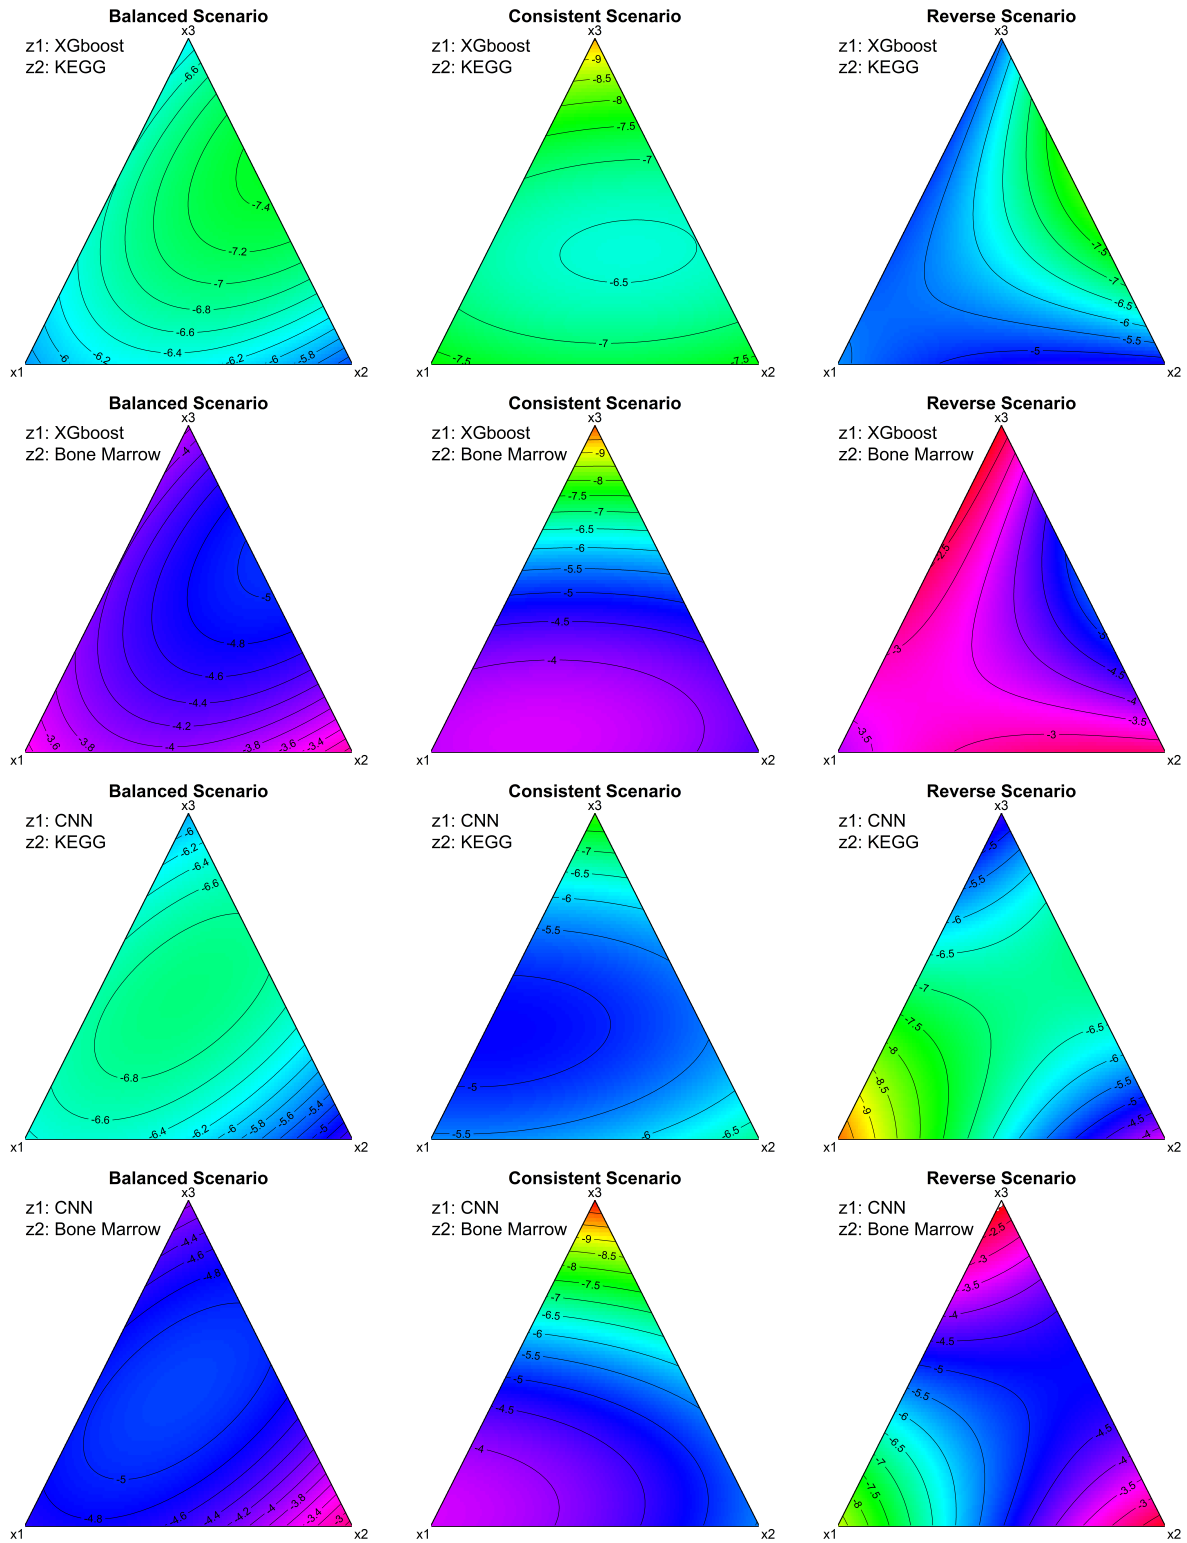 Balanced Scenario
x3
z1: XGboost
z2: KEGG
-6.6
-7.4
-7.2
-7
-6.8
-6.6
-6.4
-6
-6.2
-6.2
-6
-5.8
x1
x2
Consistent Scenario
x3
z1: XGboost
z2: KEGG
-9
-8.5
-8
-7.5
-7
-6.5
-7
-7.5
-7.5
x1
x2
Reverse Scenario
x3
z1: XGboost
z2: KEGG
-7.5
-7
-6.5
-6
-5.5
-5
x1
x2
Balanced Scenario
x3
z1: XGboost
z2: Bone Marrow
-4
-5
-4.8
-4.6
-4.4
-4.2
-4
-3.6
-3.8
-3.8
-3.6
-3.4
x1
x2
Consistent Scenario
x3
z1: XGboost
z2: Bone Marrow
-9
-8
-7.5
-7
-6.5
-6
-5.5
-5
-4.5
-4
x1
x2
Reverse Scenario
x3
z1: XGboost
z2: Bone Marrow
-2.5
-3
-5
-4.5
-4
-3.5
-3
-3.5
x1
x2
Balanced Scenario
x3
z1: CNN
z2: KEGG
-6
-6.2
-6.4
-6.6
-6.8
-6.6
-6.4
-6.2
-6
-5.8
-5.6
-5.4
-5
x1
x2
Consistent Scenario
x3
z1: CNN
z2: KEGG
-7
-6.5
-6
-5.5
-5
-5.5
-6
-6.5
x1
x2
Reverse Scenario
x3
z1: CNN
z2: KEGG
-5
-5.5
-6
-6.5
-7
-7.5
-8
-8.5
-9
-6.5
-6
-5.5
-5
-4.5
-4
x1
x2
Balanced Scenario
x3
z1: CNN
z2: Bone Marrow
-4.4
-4.6
-4.8
-5
-4.8
-4.6
-4.4
-4.2
-4
-3.8
-3.4
-3
x1
x2
Consistent Scenario
x3
z1: CNN
z2: Bone Marrow
-9
-8.5
-8
-7.5
-7
-6.5
-6
-5.5
-5
-4.5
-4
x1
x2
Reverse Scenario
x3
z1: CNN
z2: Bone Marrow
-2.5
-3
-3.5
-4
-4.5
-5
-5.5
-6
-6.5
-7
-7.5
-8
-4.5
-4
-3.5
-3
x1
x2